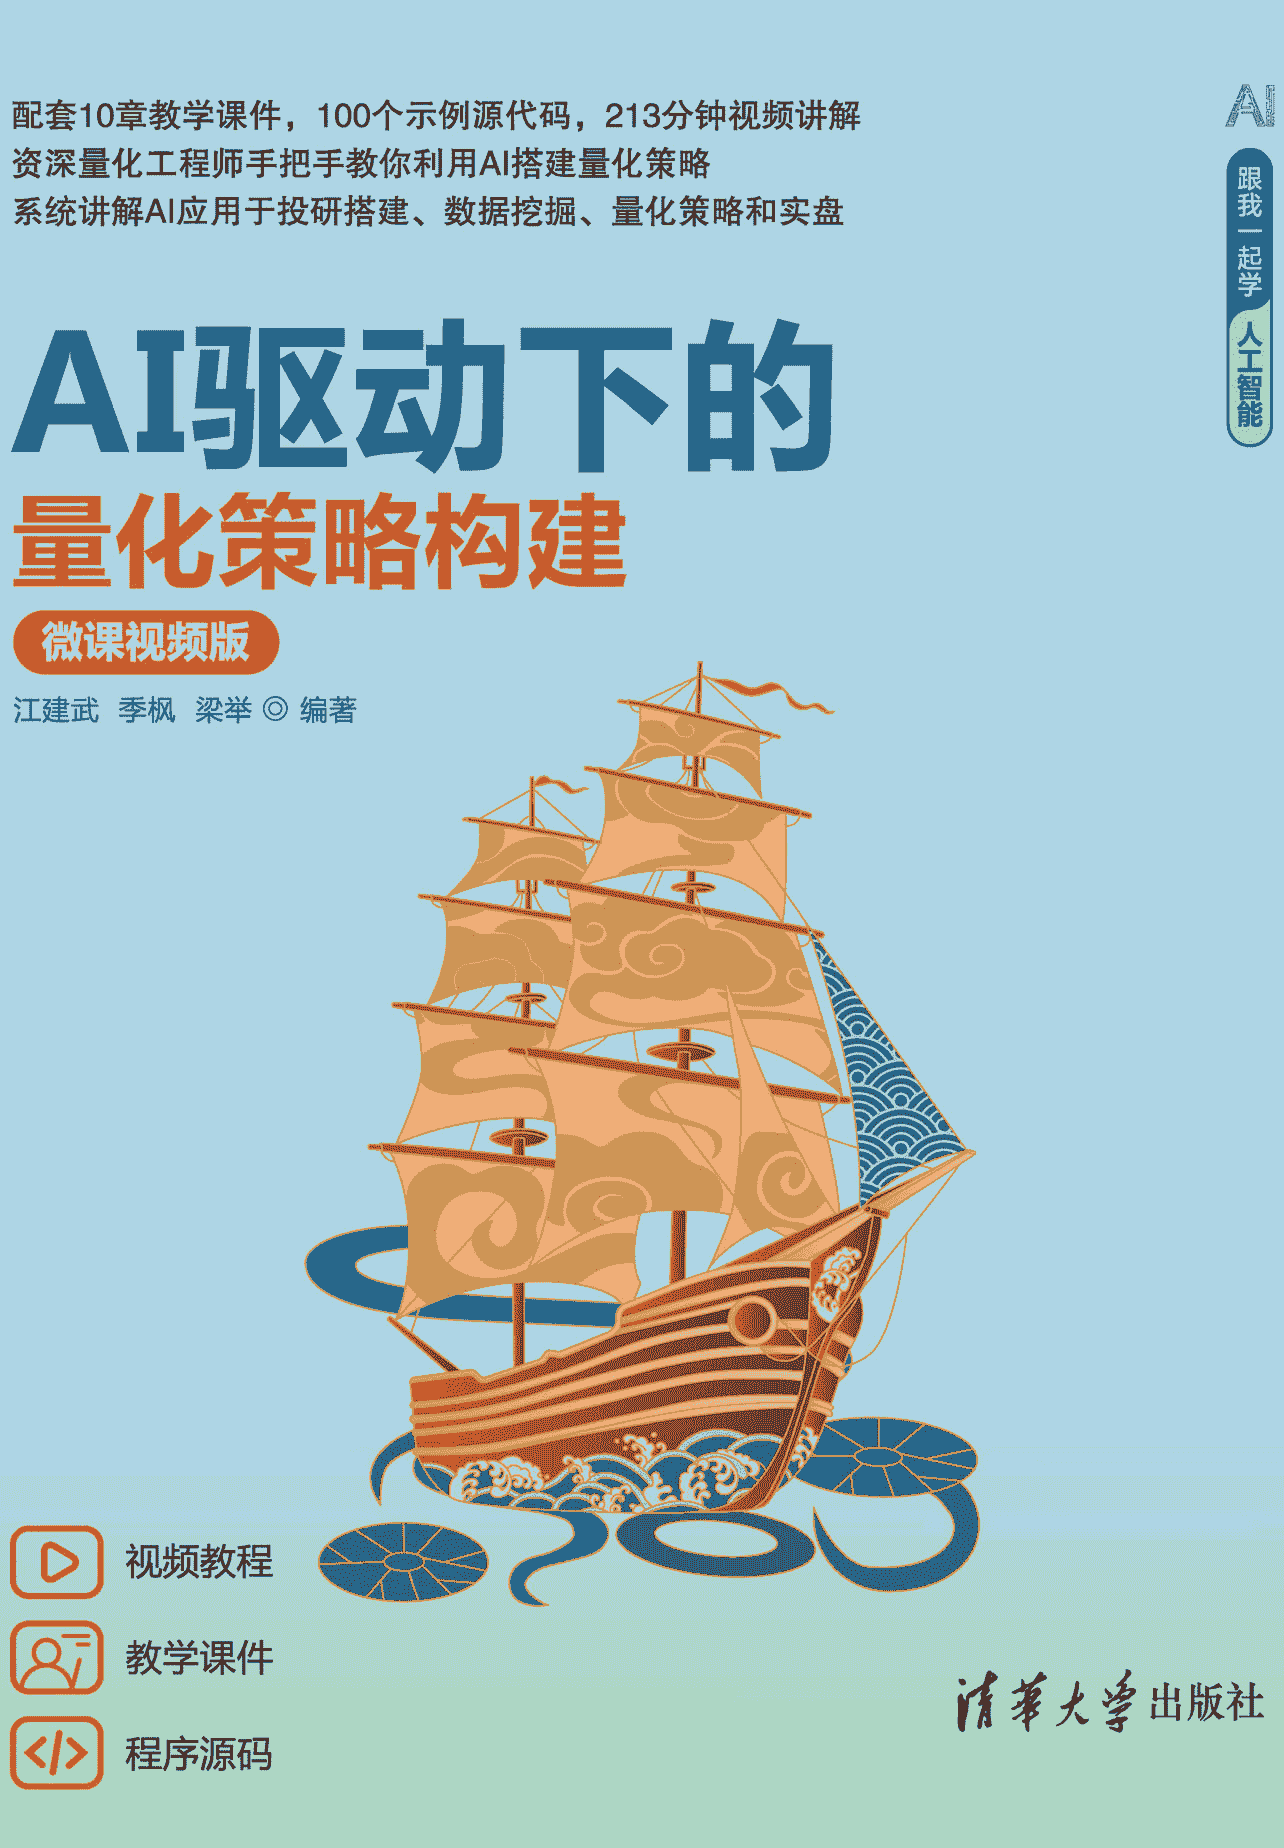 配套10章教学课件，100个示例源代码，213分钟视频讲解
资深量化工程师手把手教你利用AI搭建量化策略
系统讲解AI应用于投研搭建、数据挖掘、量化策略和实盘
AI
跟我一起学
人工智能
AI驱动下的
量化策略构建
微课视频版
江建武 季枫 梁举 ◎ 编著
视频教程
教学课件
程序源码
清华大学出版社